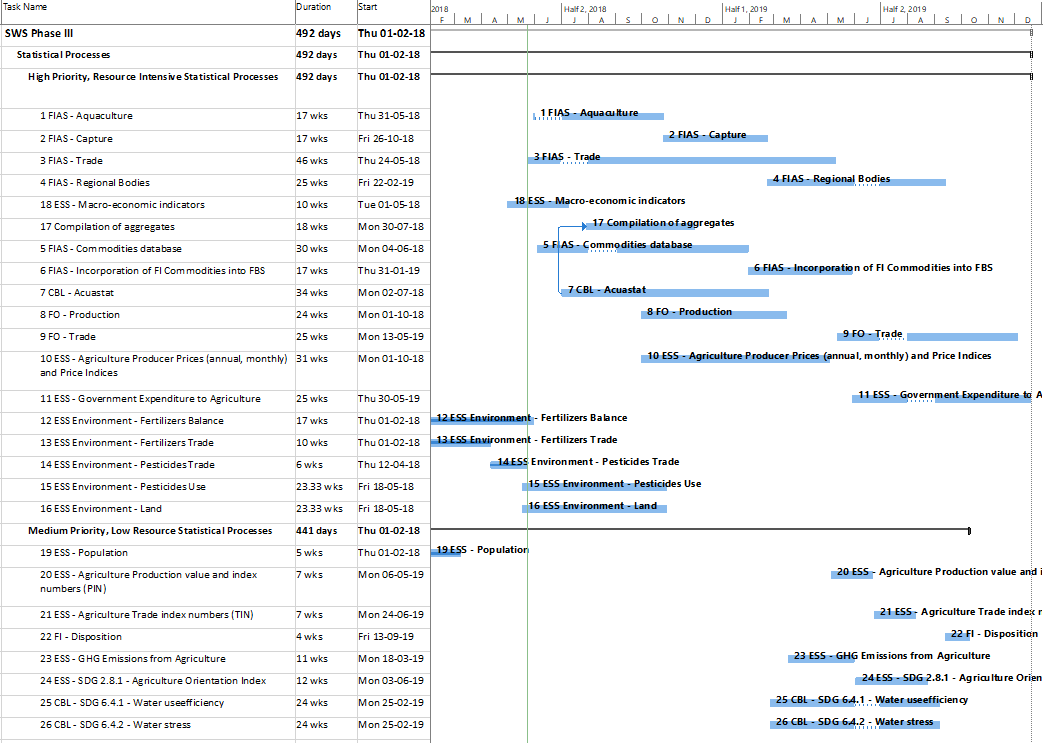 Task Name Duration Start 2018 Half 2, 2018 Half 1, 2019 Half 2, 2019
F M A M J J A S O N D J F M A M J J A S O N D
SWS Phase III 492 days Thu 01-02-18
Statistical Processes 492 days Thu 01-02-18
High Priority, Resource Intensive Statistical Processes 492 days Thu 01-02-18
1 FIAS - Aquaculture 17 wks Thu 31-05-18 1 FIAS - Aquaculture
2 FIAS - Capture 17 wks Fri 26-10-18 2 FIAS - Capture
3 FIAS - Trade 46 wks Thu 24-05-18 3 FIAS - Trade
4 FIAS - Regional Bodies 25 wks Fri 22-02-19 4 FIAS - Regional Bodies
18 ESS - Macro-economic indicators 10 wks Tue 01-05-18 18 ESS - Macro-economic indicators
17 Compilation of aggregates 18 wks Mon 30-07-18 17 Compilation of aggregates
5 FIAS - Commodities database 30 wks Mon 04-06-18 5 FIAS - Commodities database
6 FIAS - Incorporation of FI Commodities into FBS 17 wks Thu 31-01-19 6 FIAS - Incorporation of FI Commodities into FBS
7 CBL - Acuastat 34 wks Mon 02-07-18 7 CBL - Acuastat
8 FO - Production 24 wks Mon 01-10-18 8 FO - Production
9 FO - Trade 25 wks Mon 13-05-19 9 FO - Trade
10 ESS - Agriculture Producer Prices (annual, monthly) 31 wks Mon 01-10-18 10 ESS - Agriculture Producer Prices (annual, monthly) and Price Indices
and Price Indices
11 ESS - Government Expenditure to Agriculture 25 wks Thu 30-05-19 11 ESS - Government Expenditure to A
12 ESS Environment - Fertilizers Balance 17 wks Thu 01-02-18 12 ESS Environment - Fertilizers Balance
13 ESS Environment - Fertilizers Trade 10 wks Thu 01-02-18 13 ESS Environment - Fertilizers Trade
14 ESS Environment - Pesticides Trade 6 wks Thu 12-04-18 14 ESS Environment - Pesticides Trade
15 ESS Environment - Pesticides Use 23.33 wks Fri 18-05-18 15 ESS Environment - Pesticides Use
16 ESS Environment - Land 23.33 wks Fri 18-05-18 16 ESS Environment - Land
Medium Priority, Low Resource Statistical Processes 441 days Thu 01-02-18
19 ESS - Population 5 wks Thu 01-02-18 19 ESS - Population
20 ESS - Agriculture Production value and index 7 wks Mon 06-05-19 20 ESS - Agriculture Production value and i
numbers (PIN)
21 ESS - Agriculture Trade index numbers (TIN) 7 wks Mon 24-06-19 21 ESS - Agriculture Trade index r
22 FI - Disposition 4 wks Fri 13-09-19 22 FI - Disposition
23 ESS - GHG Emissions from Agriculture 11 wks Mon 18-03-19 23 ESS - GHG Emissions from Agriculture
24 ESS - SDG 2.8.1 - Agriculture Orientation Index 12 wks Mon 03-06-19 24 ESS - SDG 2.8.1 - Agriculture Orien
25 CBL - SDG 6.4.1 - Water useefficiency 24 wks Mon 25-02-19 25 CBL - SDG 6.4.1 - Water useefficiency
26 CBL - SDG 6.4.2 - Water stress 24 wks Mon 25-02-19 26 CBL - SDG 6.4.2 - Water stress